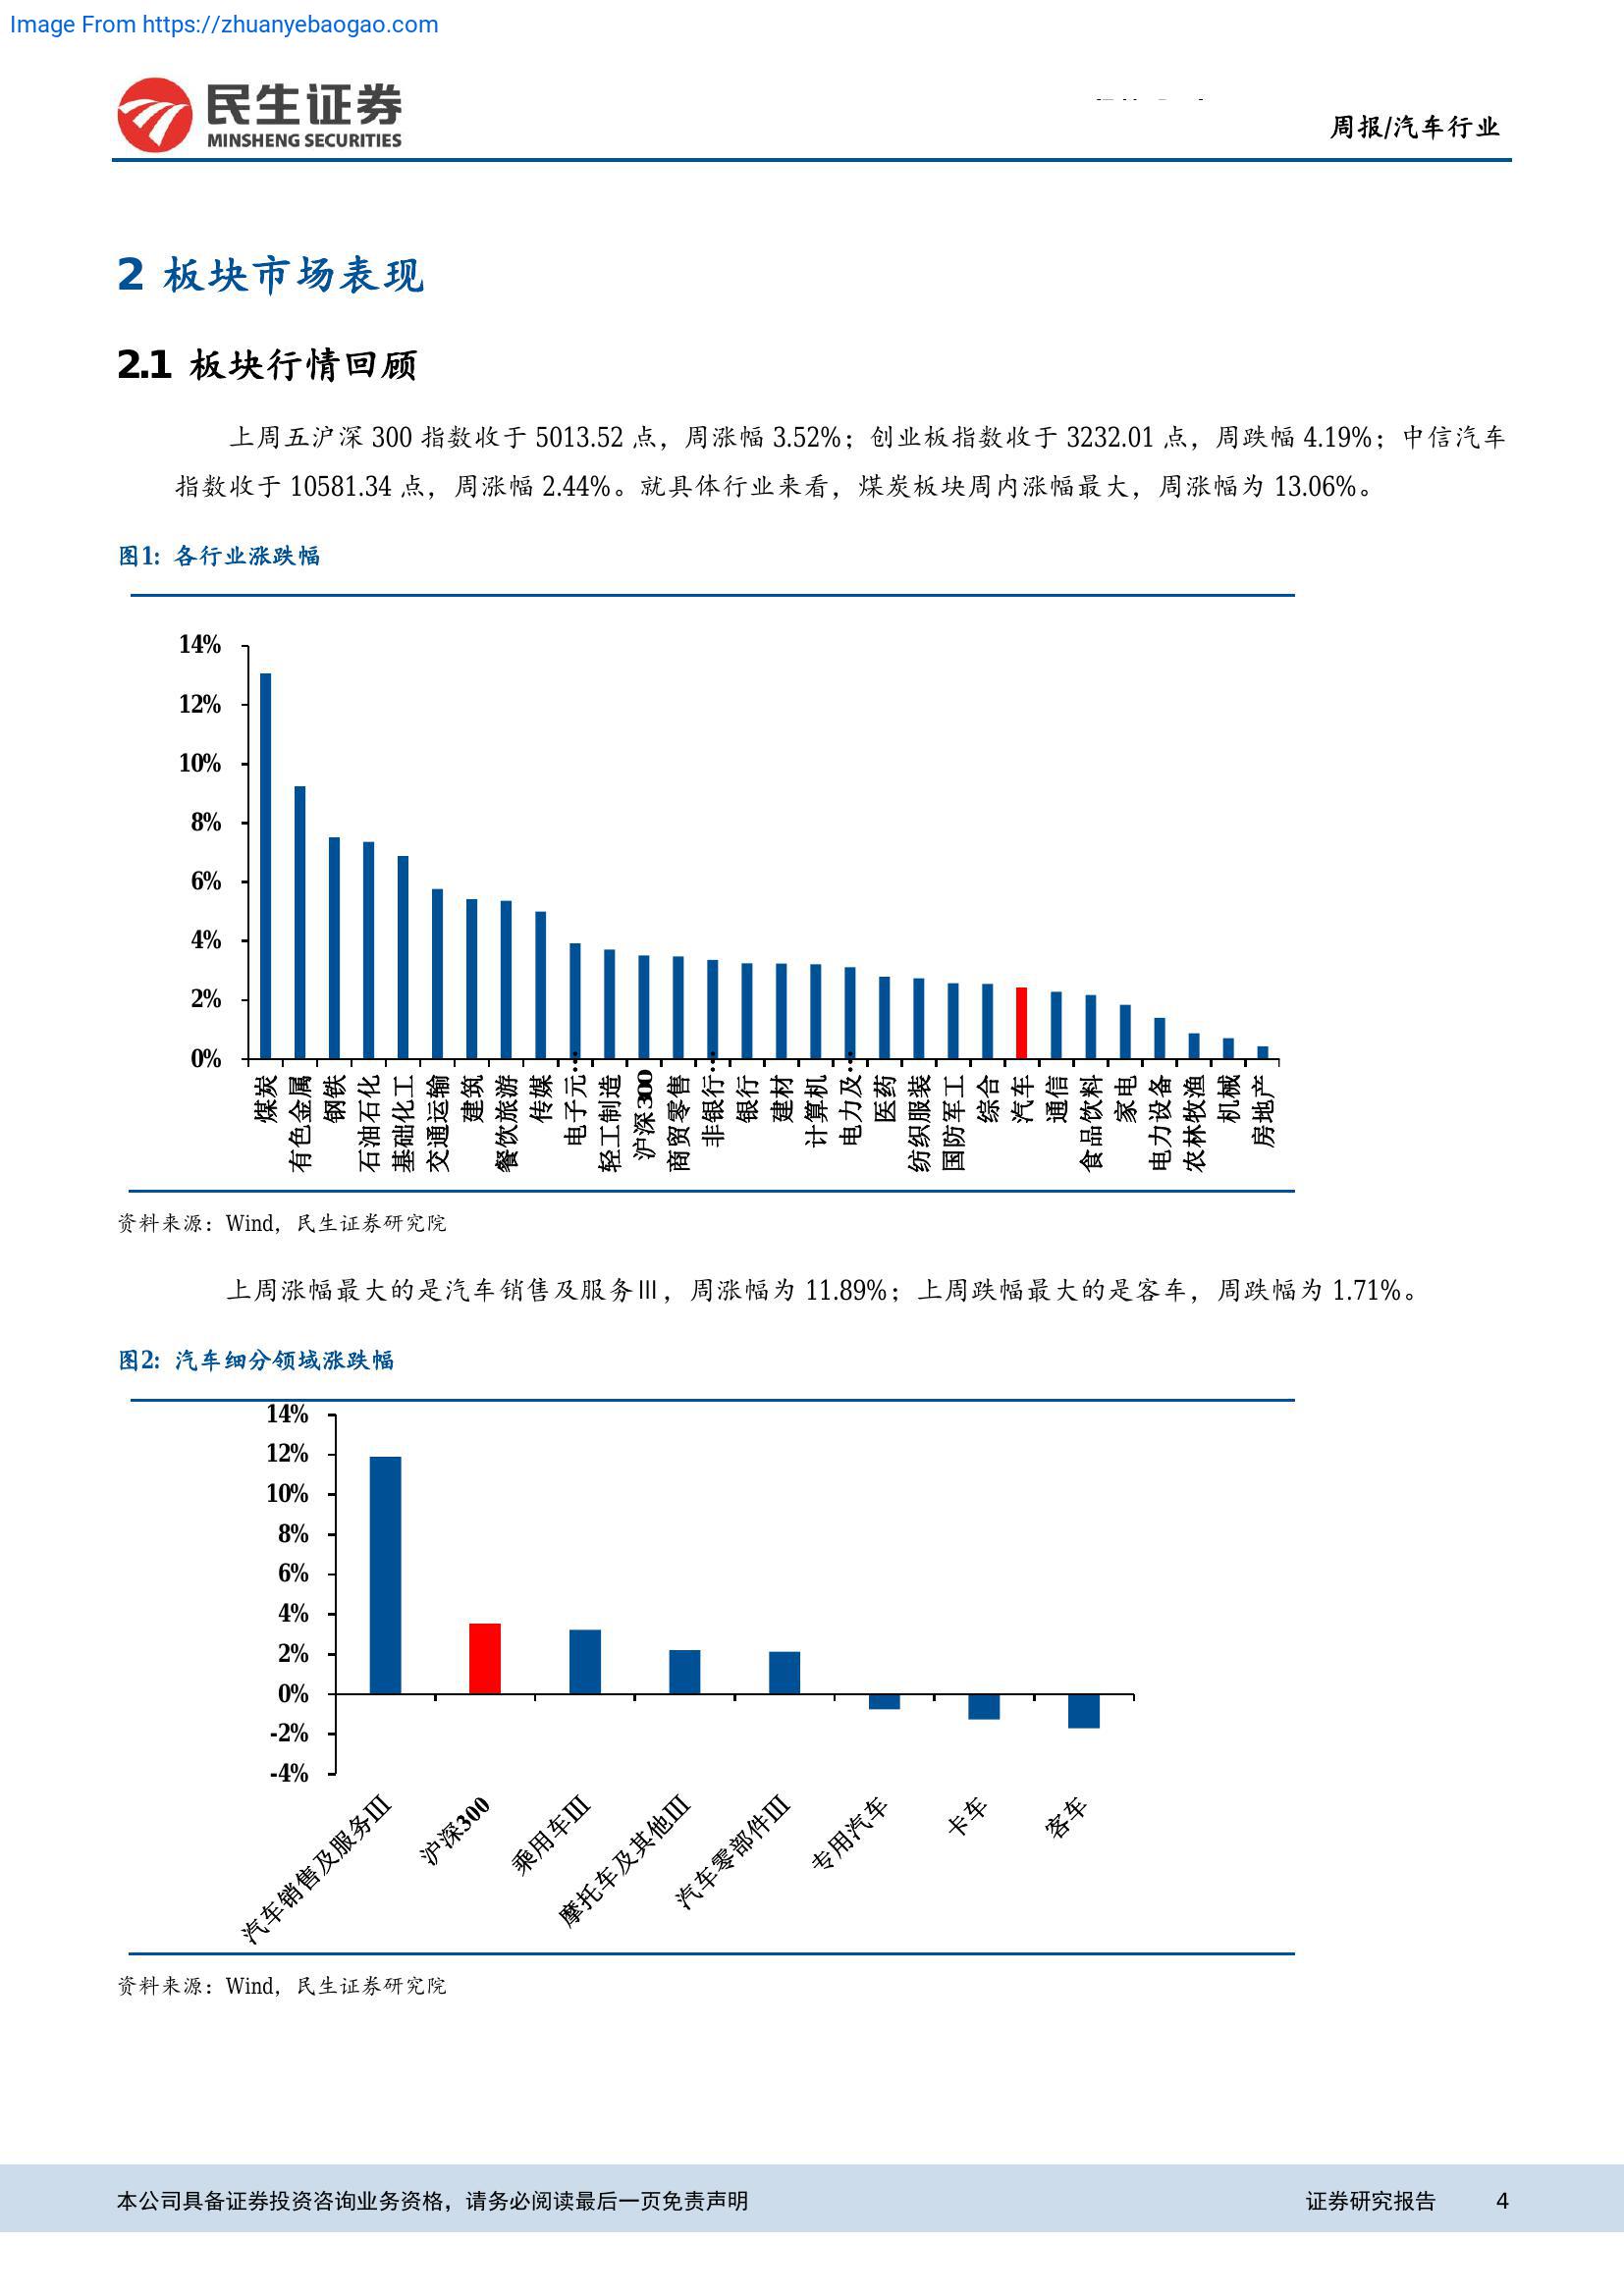 Image From https://zhuanyebaogao.com
民生证券
MINSHENG SECURITIES
周报/汽车行业
2 板块市场表现
2.1 板块行情回顾
上周五沪深 300 指数收于 5013.52 点，周涨幅 3.52%；创业板指数收于 3232.01 点，周跌幅 4.19%；中信汽车
指数收于 10581.34 点，周涨幅 2.44%。就具体行业来看，煤炭板块周内涨幅最大，周涨幅为 13.06%。
图1: 各行业涨跌幅
14%
12%
10%
8%
6%
4%
2%
0%
煤炭
有色金属
钢铁
石油石化
基础化工
交通运输
建筑
餐饮旅游
传媒
电子元…
轻工制造
沪深300
商贸零售
非银行…
银行
建材
计算机
电力及…
医药
纺织服装
国防军工
综合
汽车
通信
食品饮料
家电
电力设备
农林牧渔
机械
房地产
资料来源：Wind，民生证券研究院
上周涨幅最大的是汽车销售及服务Ⅲ，周涨幅为 11.89%；上周跌幅最大的是客车，周跌幅为 1.71%。
图2: 汽车细分领域涨跌幅
14%
12%
10%
8%
6%
4%
2%
0%
-2%
-4%
汽车销售及服务Ⅲ
沪深300
乘用车Ⅲ
摩托车及其他Ⅲ
汽车零部件Ⅲ
专用汽车
卡车
客车
资料来源：Wind，民生证券研究院
本公司具备证券投资咨询业务资格，请务必阅读最后一页免责声明
证券研究报告
4